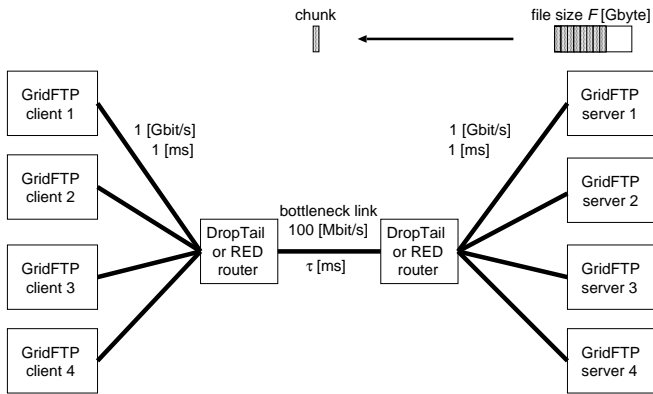 chunk
file size F [Gbyte]
GridFTP
client 1
GridFTP
client 2
GridFTP
client 3
GridFTP
client 4
1 [Gbit/s]
1 [ms]
DropTail
or RED
router
bottleneck link
100 [Mbit/s]
τ [ms]
DropTail
or RED
router
1 [Gbit/s]
1 [ms]
GridFTP
server 1
GridFTP
server 2
GridFTP
server 3
GridFTP
server 4